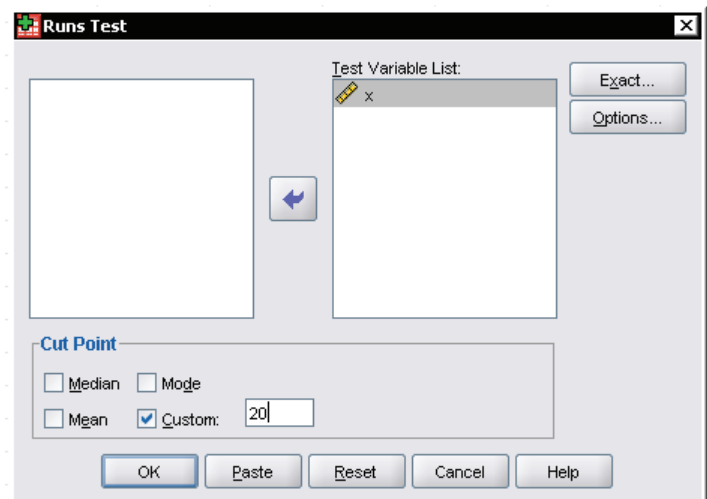 Runs Test
Test Variable List:
x
Exact...
Options...
Cut Point
Median
Mode
Mean
Custom:
20
OK
Paste
Reset
Cancel
Help